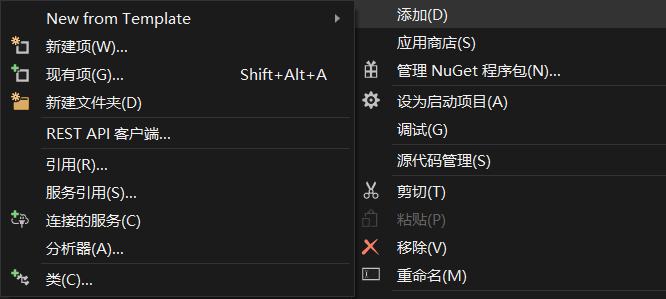 New from Template
新建项(W)...
现有项(G)... Shift+Alt+A
新建文件夹(D)
REST API 客户端...
引用(R)...
服务引用(S)...
连接的服务(C)
分析器(A)...
类(C)...
添加(D)
应用商店(S)
管理 NuGet 程序包(N)...
设为启动项目(A)
调试(G)
源代码管理(S)
剪切(T)
粘贴(P)
移除(V)
重命名(M)